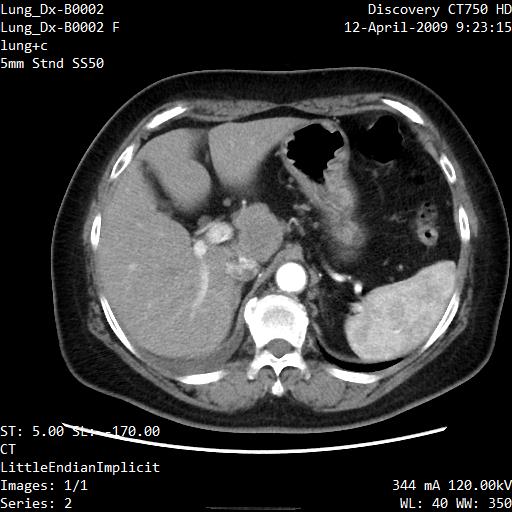 Lung_Dx-B0002
Lung_Dx-B0002 F
lung+c
5mm Stnd SS50
Discovery CT750 HD
12-April-2009 9:23:15
ST: 5.00 SL: -170.00
CT
LittleEndianImplicit
Images: 1/1
Series: 2
344 mA 120.00kV
WL: 40 WW: 350